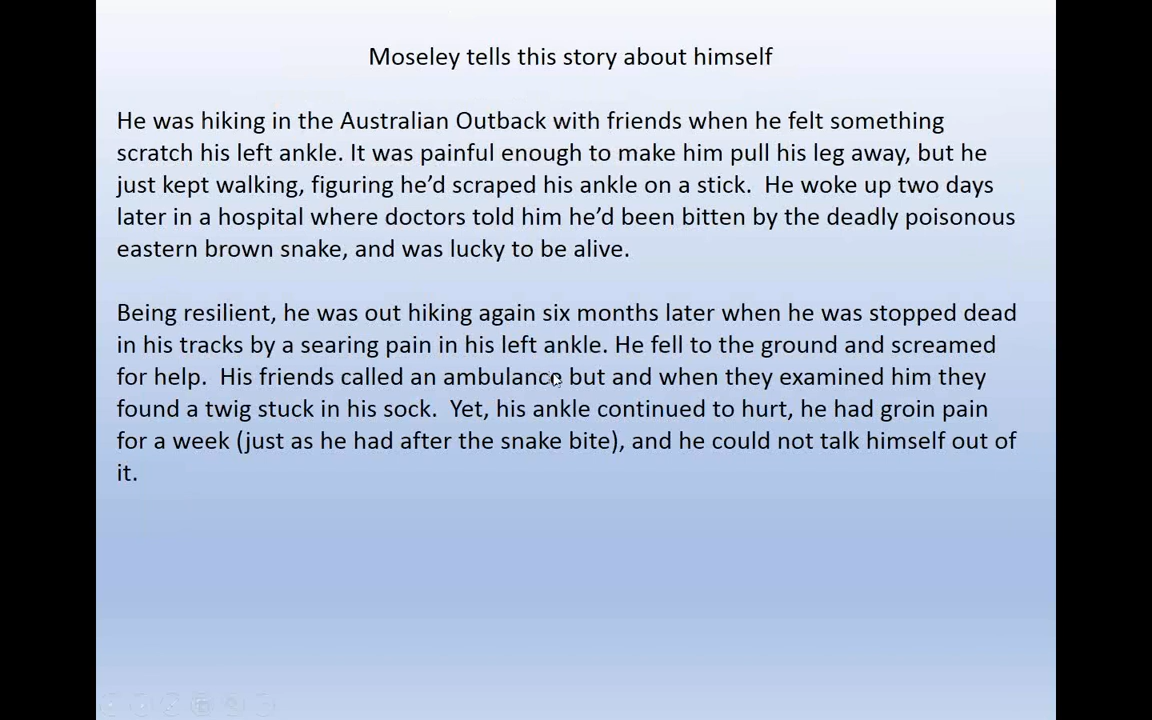 Moseley tells this story about himself
He was hiking in the Australian Outback with friends when he felt something
scratch his left ankle. It was painful enough to make him pull his leg away, but he
just kept walking, figuring he’d scraped his ankle on a stick.  He woke up two days
later in a hospital where doctors told him he’d been bitten by the deadly poisonous
eastern brown snake, and was lucky to be alive.
Being resilient, he was out hiking again six months later when he was stopped dead
in his tracks by a searing pain in his left ankle. He fell to the ground and screamed
for help.  His friends called an ambulance but and when they examined him they
found a twig stuck in his sock.  Yet, his ankle continued to hurt, he had groin pain
for a week (just as he had after the snake bite), and he could not talk himself out of
it.